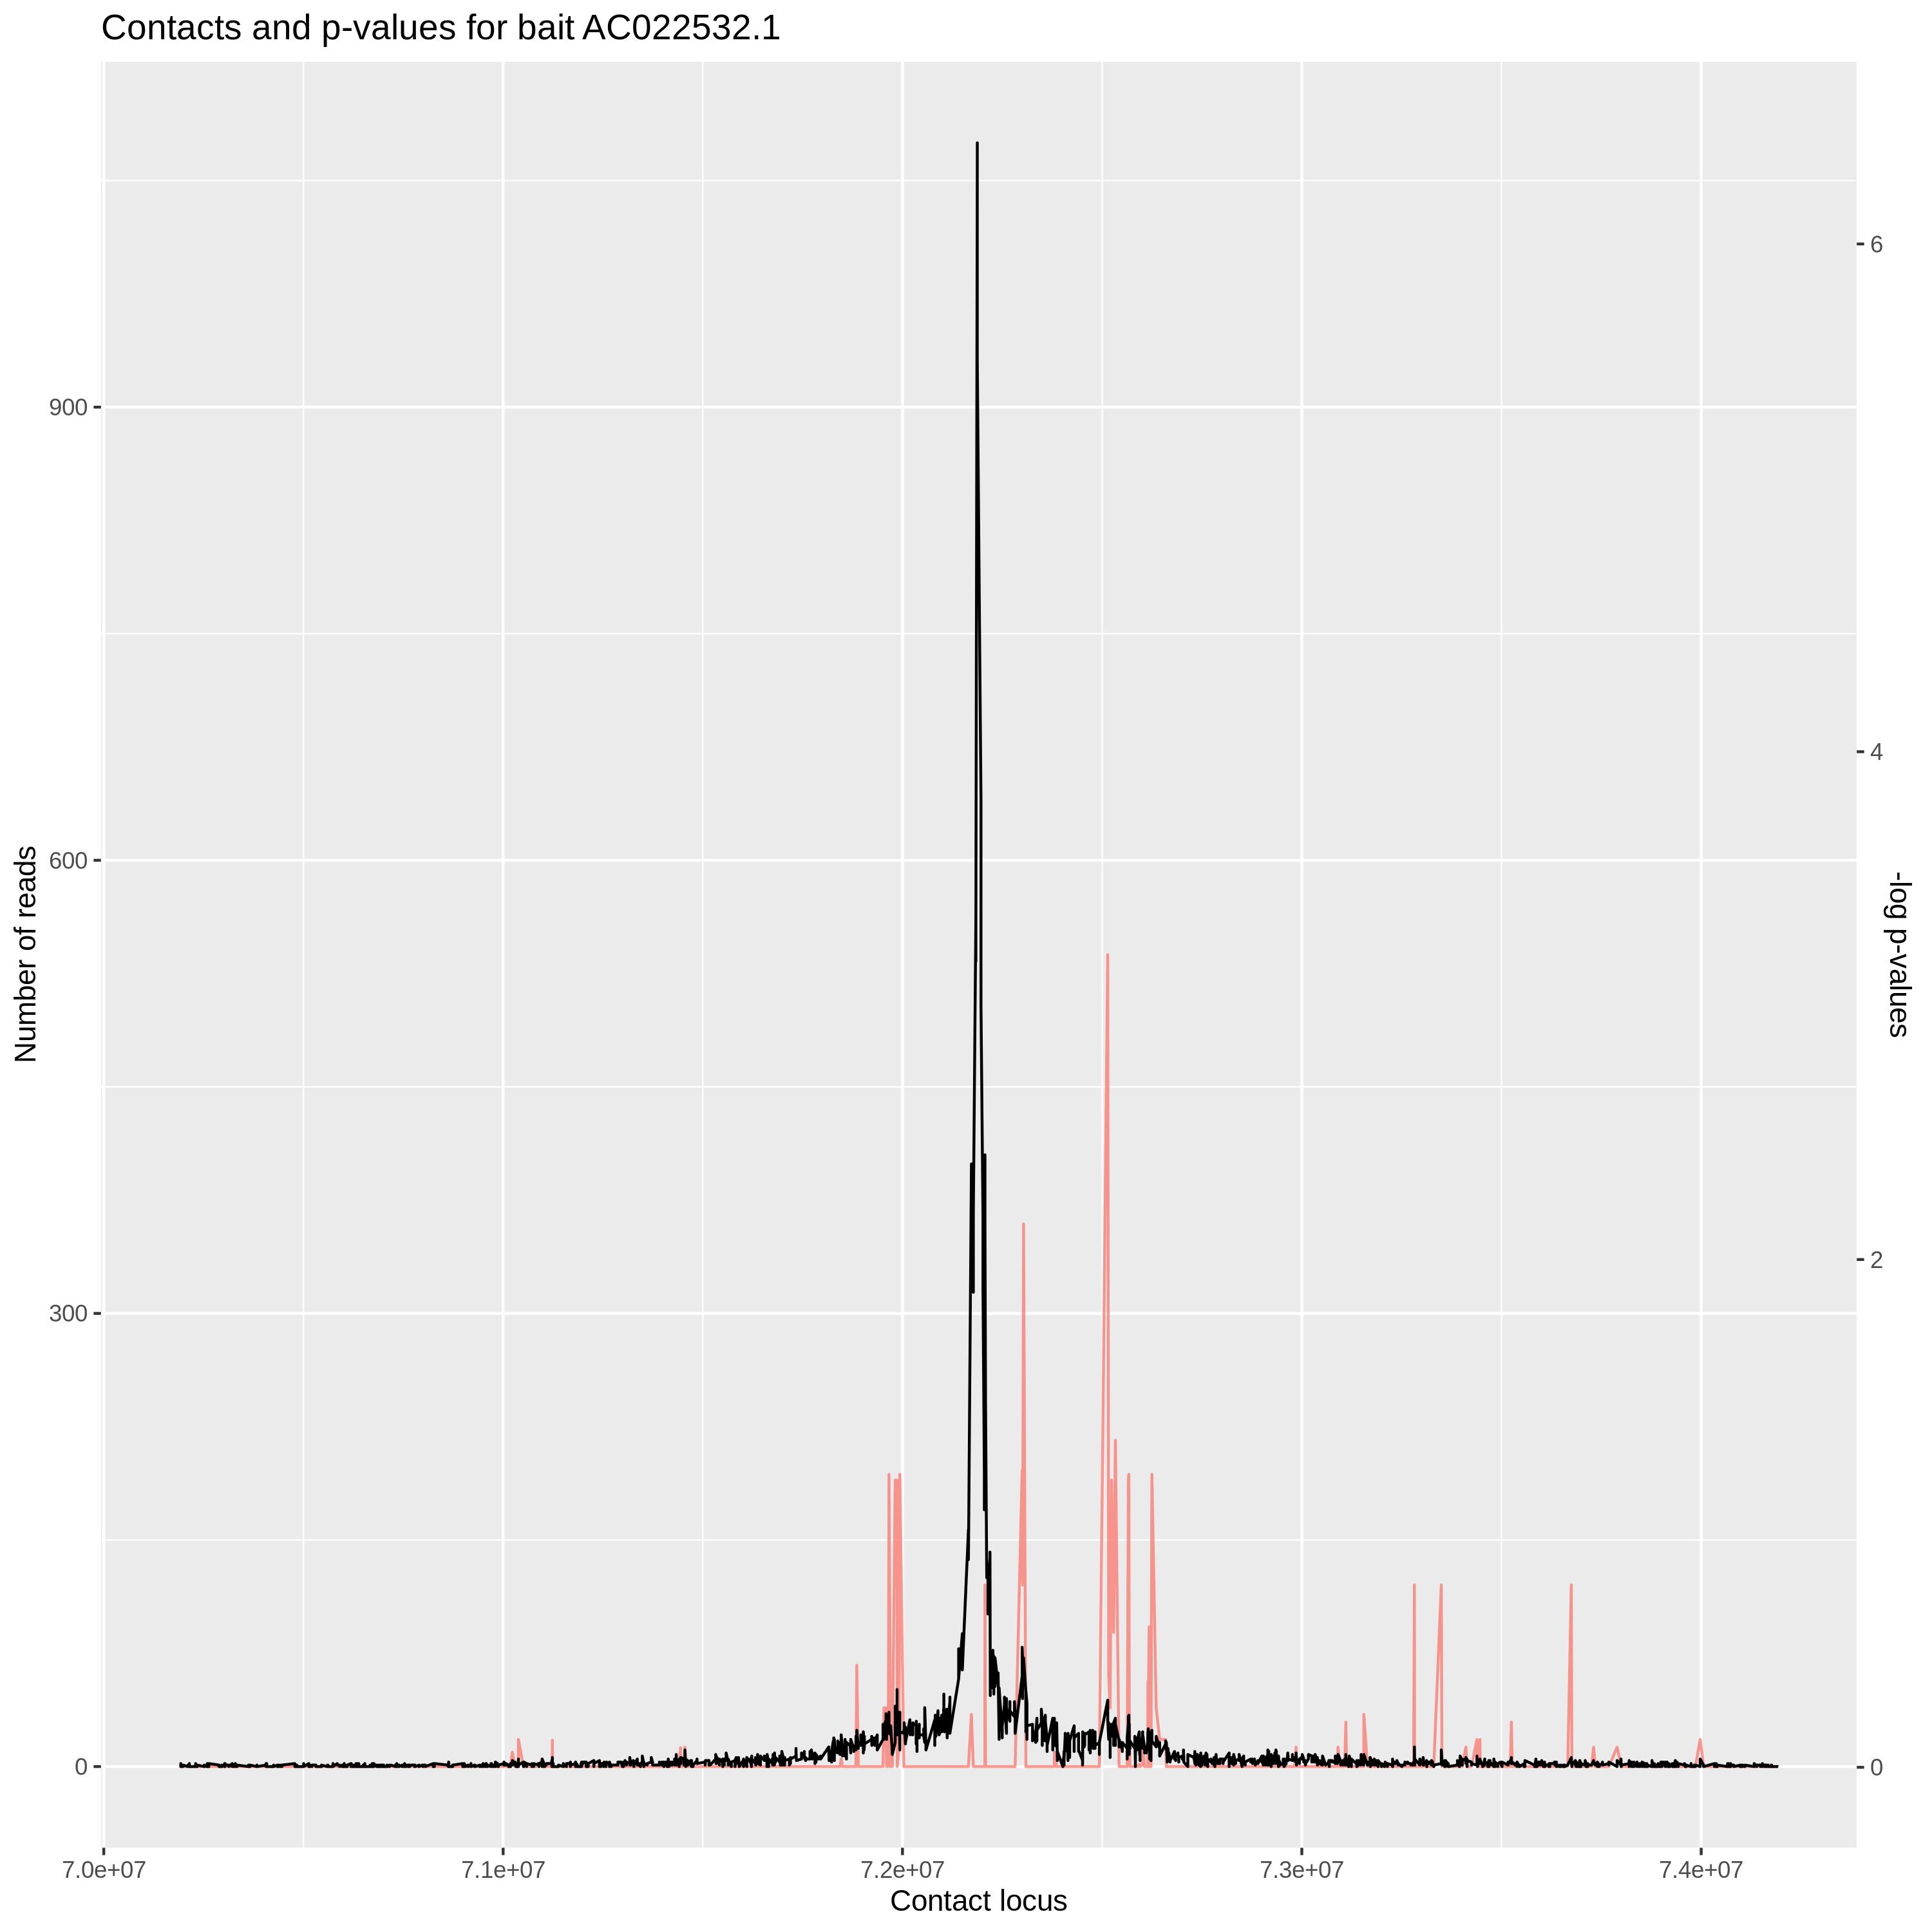 Contacts and p-values for bait AC022532.1
Number of reads
900
600
300
0
6
4
2
0
-log p-values
7.0e+07 7.1e+07 7.2e+07 7.3e+07 7.4e+07
Contact locus